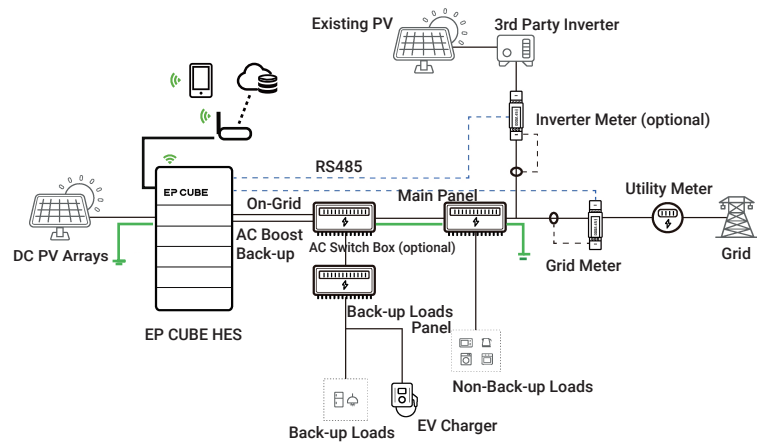 Existing PV
3rd Party Inverter
Inverter Meter (optional)
RS485
EP CUBE
On-Grid
Main Panel
Utility Meter
AC Boost
Back-up
AC Switch Box (optional)
DC PV Arrays
Grid Meter
Grid
Back-up Loads
Panel
EP CUBE HES
Non-Back-up Loads
EV Charger
Back-up Loads